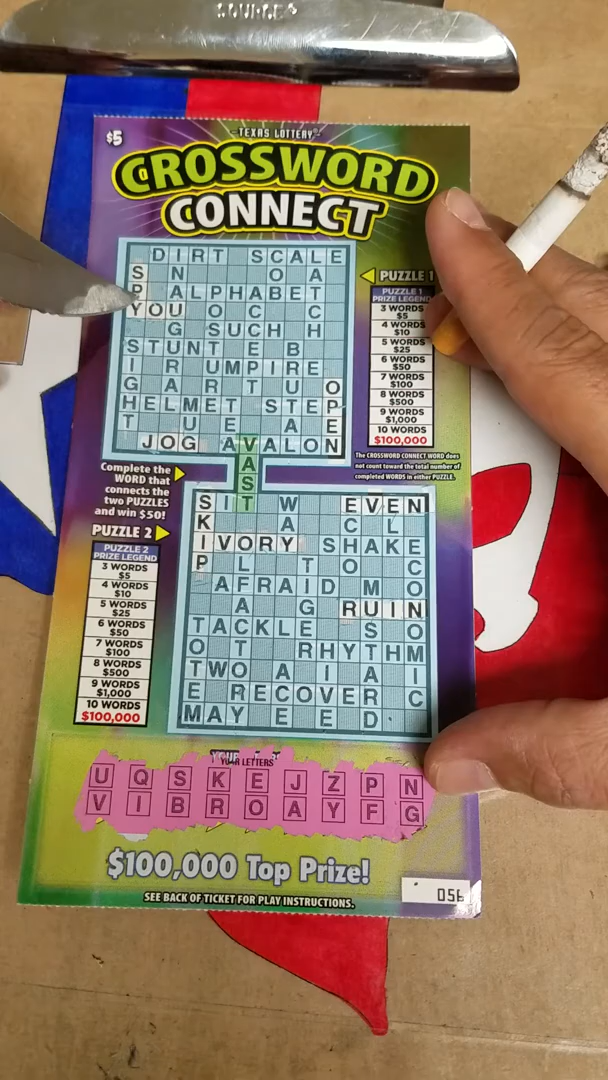 SOURCE®
TEXAS LOTTERY®
$5
CROSSWORD
CONNECT
DIRT SCALE
S N O A
P ALPHABET
YOU O C C
G SUCH H
STUNT E B
I R UMPIRE
G A R T U O
HELMET STEP
T U E A E
JOG AVALON
A
S
SIT W EVEN
K A C L
IVORY SHAKE
P L T O C
AFRAID M O
A G RUIN
TACKLE S O
O T RHYTHM
TWO A I A I
E RECOVER C
MAY E E D
PUZZLE 1
PUZZLE 1
PRIZE LEGEND
3 WORDS
$5
4 WORDS
$10
5 WORDS
$25
6 WORDS
$50
7 WORDS
$100
8 WORDS
$500
9 WORDS
$1,000
10 WORDS
$100,000
The CROSSWORD CONNECT WORD does
not count toward the total number of
completed WORDS in either PUZZLE.
Complete the
WORD that
connects the
two PUZZLES
and win $50!
PUZZLE 2
PUZZLE 2
PRIZE LEGEND
3 WORDS
$5
4 WORDS
$10
5 WORDS
$25
6 WORDS
$50
7 WORDS
$100
8 WORDS
$500
9 WORDS
$1,000
10 WORDS
$100,000
YOUR LETTERS
U Q S K E J Z P N
V I B R O A Y F G
$100,000 Top Prize!
SEE BACK OF TICKET FOR PLAY INSTRUCTIONS.
056